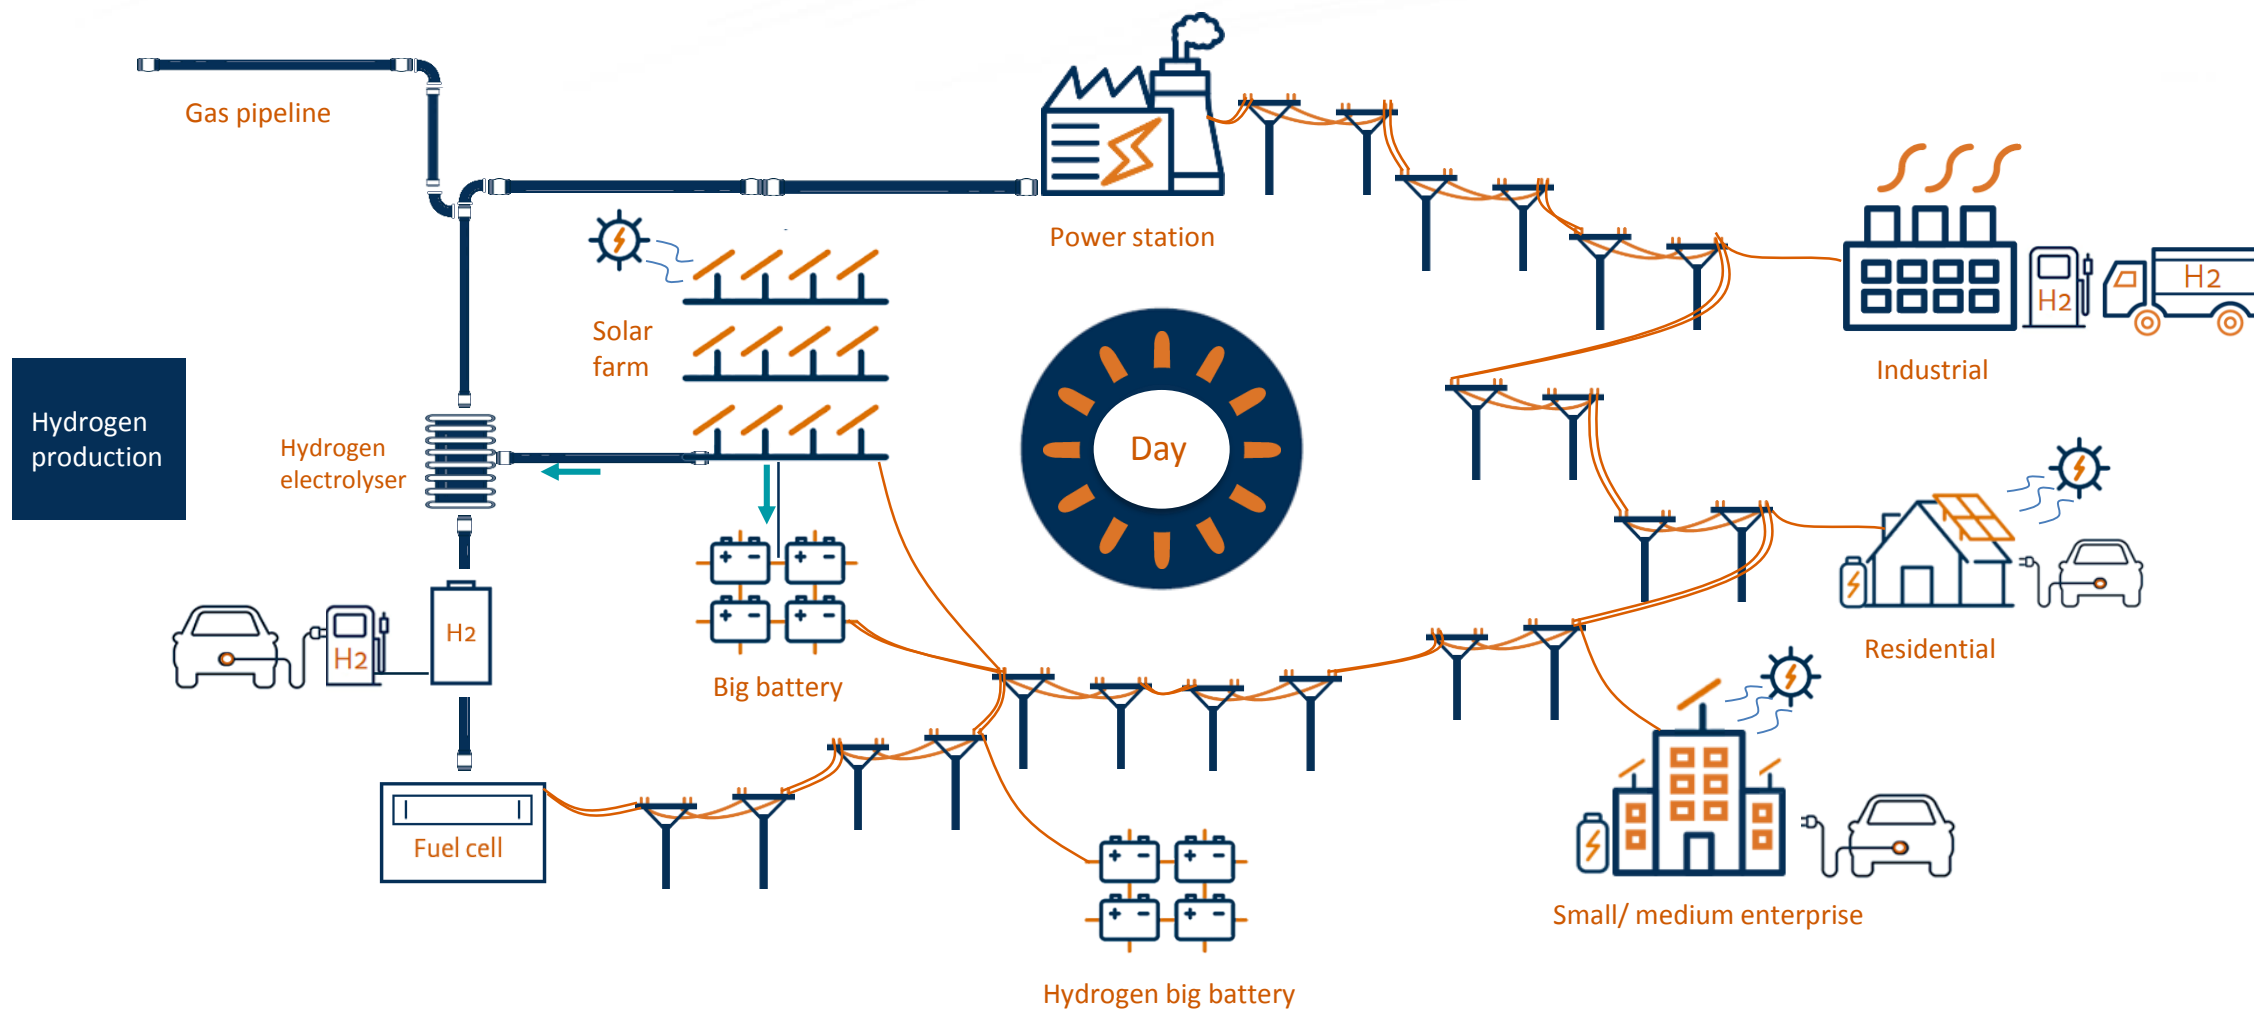 Gas pipeline
Power station
H2
H2
Solar
farm
Industrial
Hydrogen
production
Hydrogen
electrolyser
Day
H2
H2
Residential
Big battery
Fuel cell
Small/ medium enterprise
Hydrogen big battery